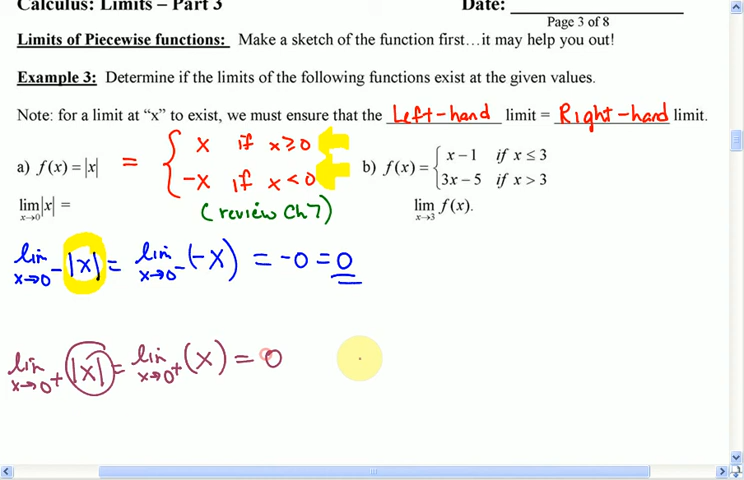 Calculus: Limits – Part 3 Date:
Page 3 of 8
Limits of Piecewise functions: Make a sketch of the function first…it may help you out!
Example 3: Determine if the limits of the following functions exist at the given values.
Note: for a limit at “x” to exist, we must ensure that the Left-hand limit = Right-hand limit.
a) f(x) = |x| = { x if x ≥ 0
-x if x < 0
(review Ch 7)
lim x→0 |x| =
b) f(x) = { x − 1 if x ≤ 3
3x − 5 if x > 3
lim x→3 f(x).
lim x→0⁻ |x| = lim x→0⁻ (-x) = -0 = 0
lim x→0⁺ |x| = lim x→0⁺ (x) = 0